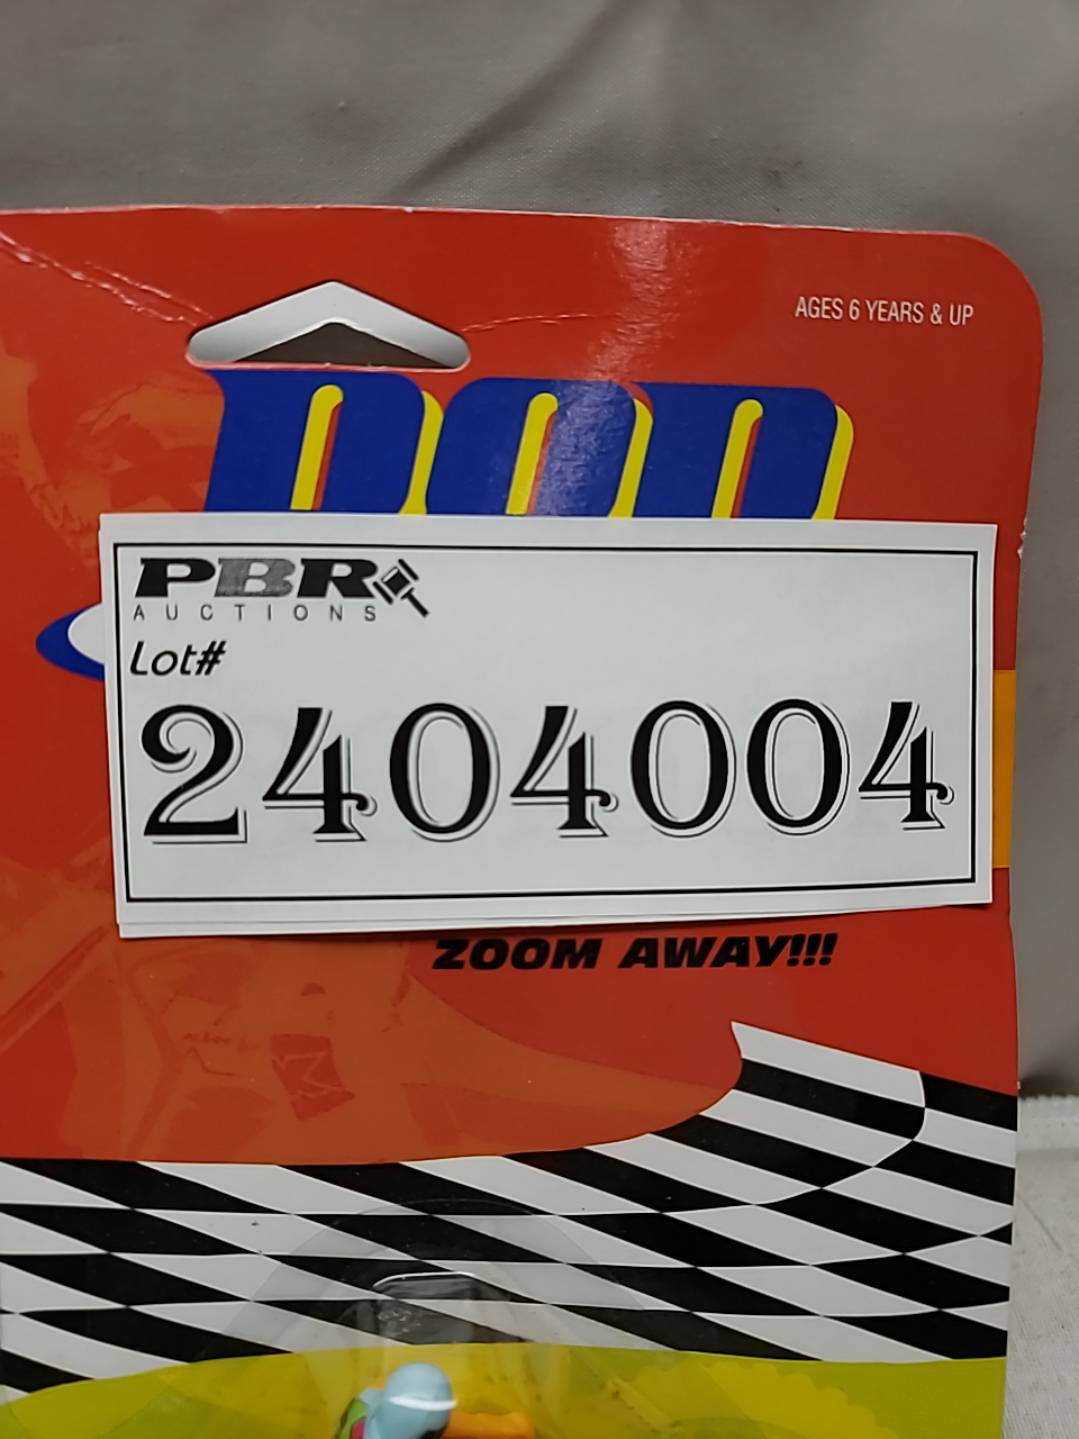 AGES 6 YEARS & UP
PBR
AUCTIONS
Lot#
2404004
ZOOM AWAY!!!